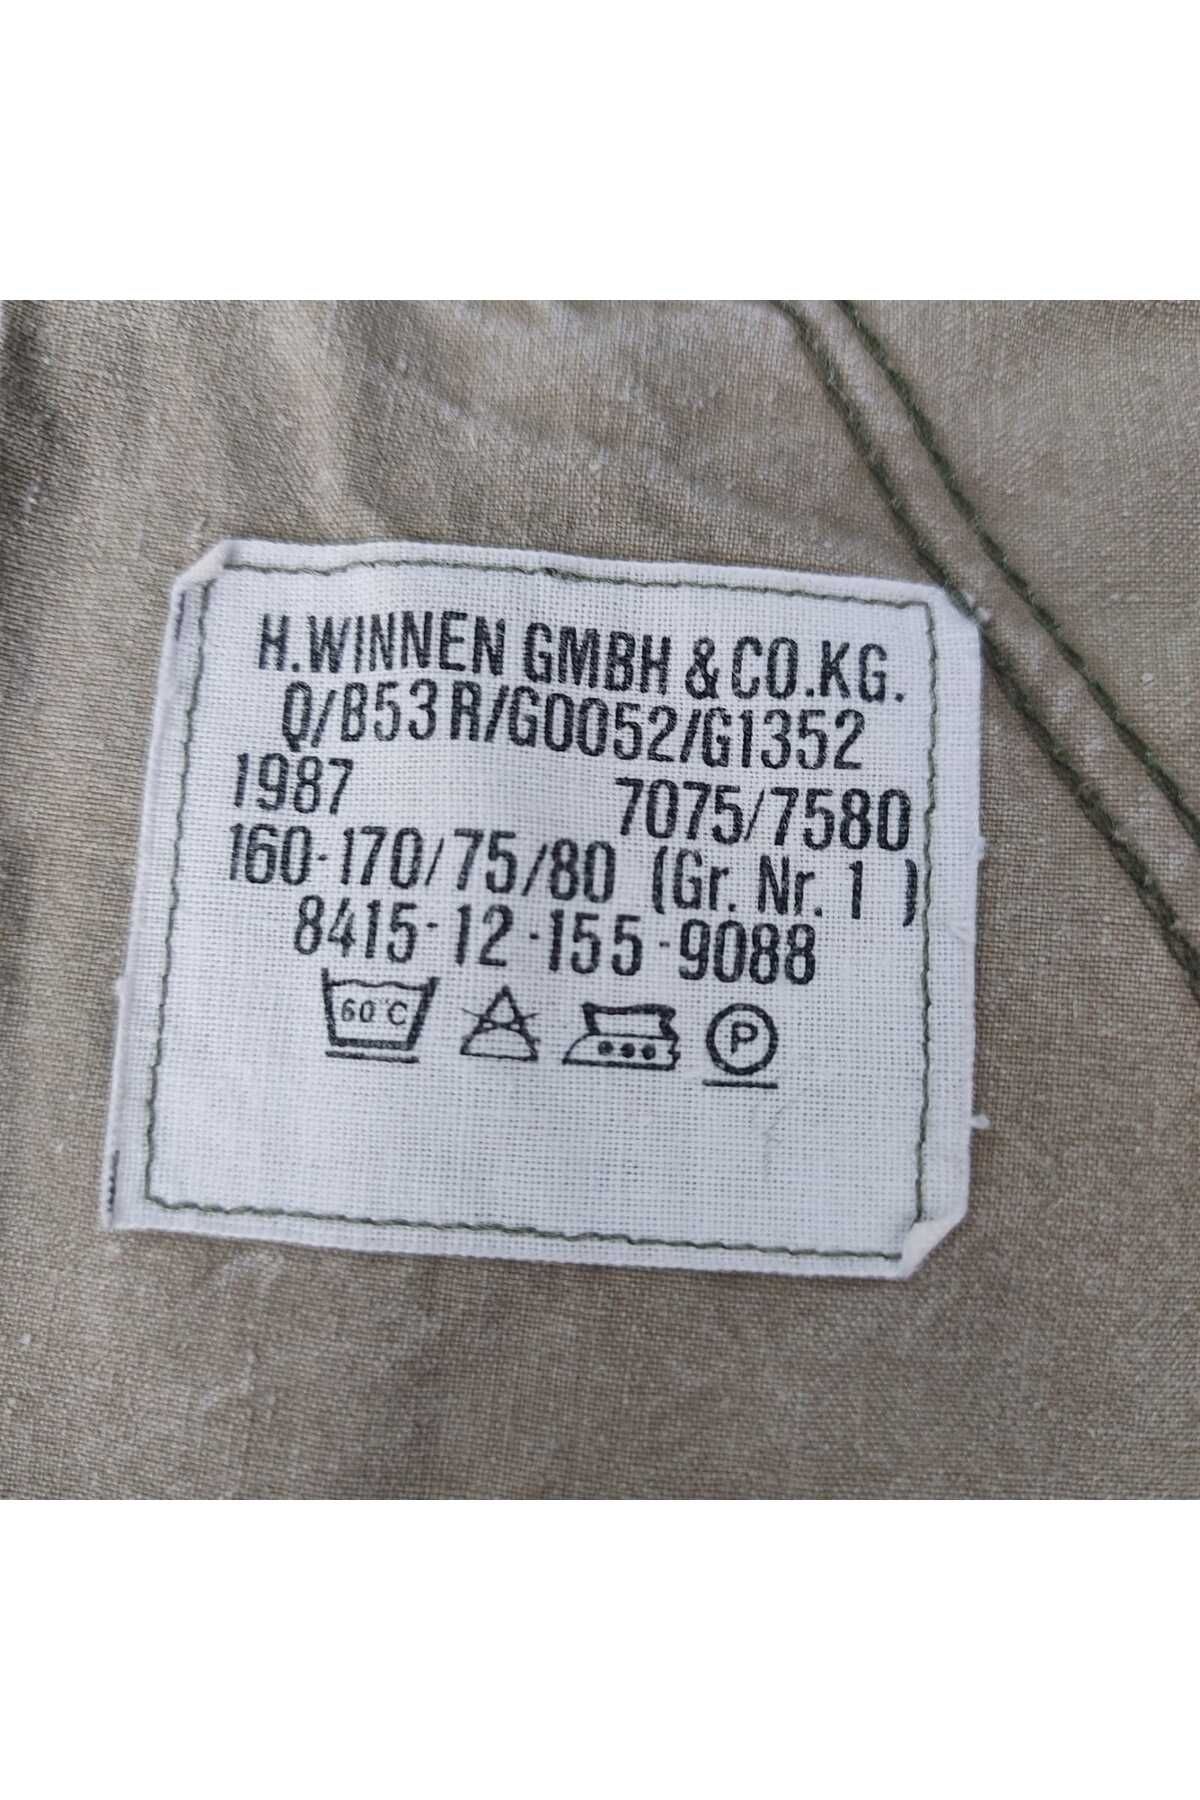 H.WINNEN GMBH & CO.KG.
Q/B53 R/G0052/G1352
1987 7075/7580
160-170/75/80 (Gr. Nr. 1 )
8415-12-155-9088
60°C P